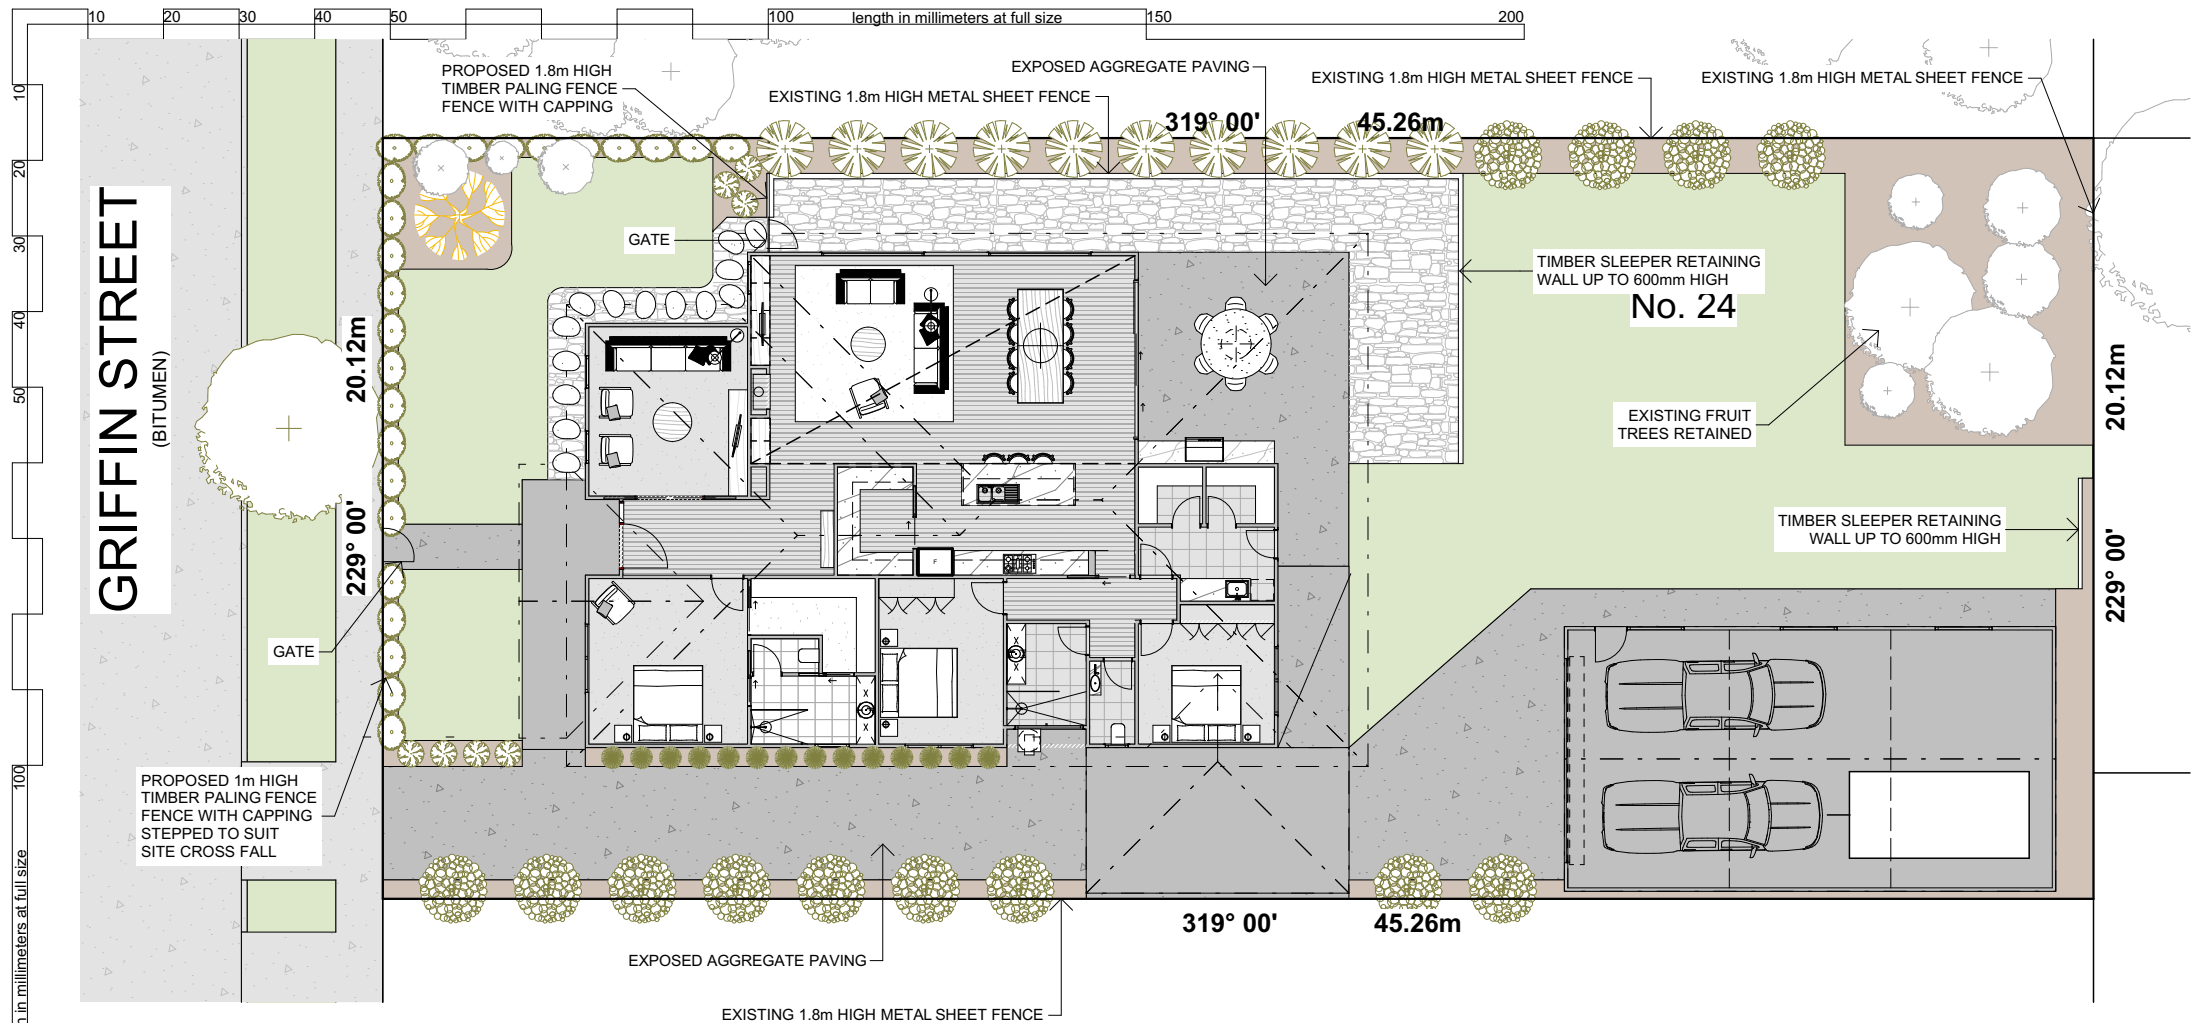 10
20
30
40
50
100
length in millimeters at full size
150
200
10
20
30
40
50
100
n in millimeters at full size
GRIFFIN STREET
(BITUMEN)
PROPOSED 1.8m HIGH
TIMBER PALING FENCE
FENCE WITH CAPPING
EXISTING 1.8m HIGH METAL SHEET FENCE
EXPOSED AGGREGATE PAVING
EXISTING 1.8m HIGH METAL SHEET FENCE
EXISTING 1.8m HIGH METAL SHEET FENCE
319° 00'
45.26m
GATE
TIMBER SLEEPER RETAINING
WALL UP TO 600mm HIGH
No. 24
20.12m
229° 00'
EXISTING FRUIT
TREES RETAINED
20.12m
229° 00'
TIMBER SLEEPER RETAINING
WALL UP TO 600mm HIGH
F
GATE
PROPOSED 1m HIGH
TIMBER PALING FENCE
FENCE WITH CAPPING
STEPPED TO SUIT
SITE CROSS FALL
319° 00'
45.26m
EXPOSED AGGREGATE PAVING
EXISTING 1.8m HIGH METAL SHEET FENCE